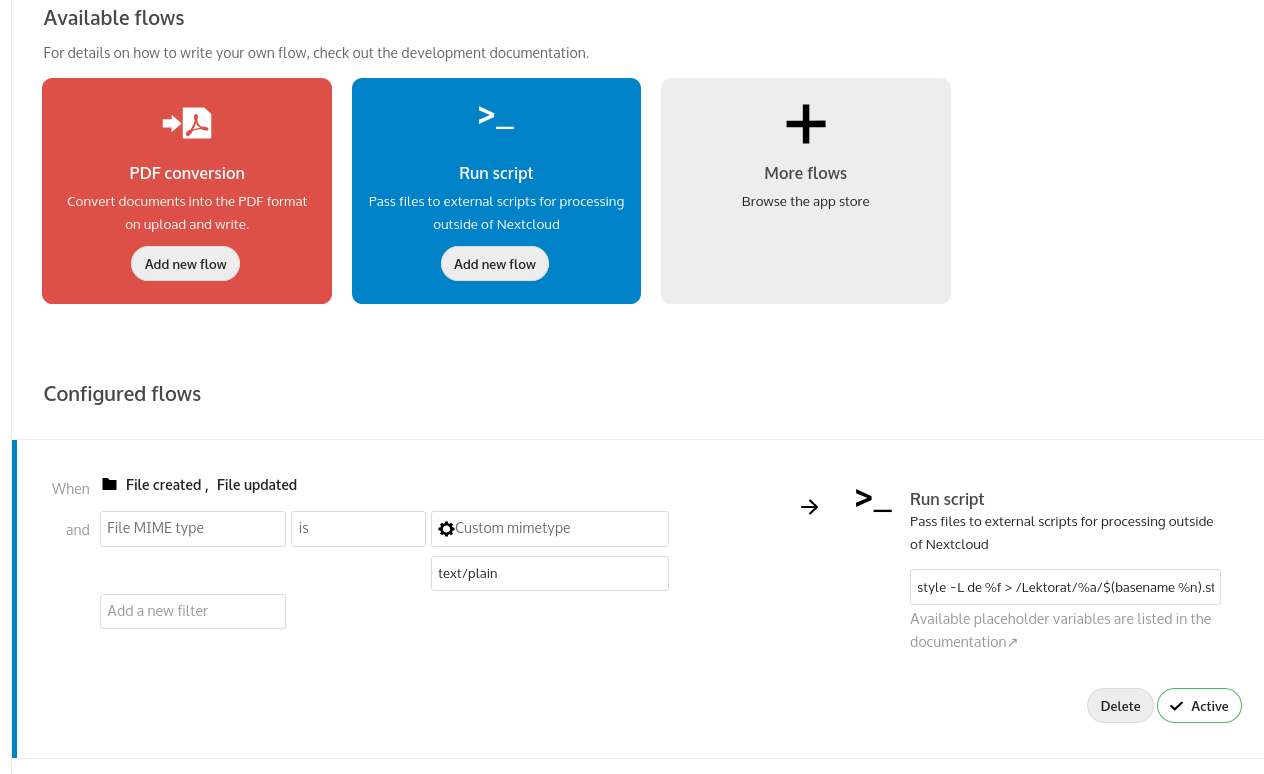 Available flows
For details on how to write your own flow, check out the development documentation.
PDF conversion
Convert documents into the PDF format
on upload and write.
Add new flow
>_
Run script
Pass files to external scripts for processing
outside of Nextcloud
Add new flow
More flows
Browse the app store
Configured flows
When File created , File updated
and File MIME type is Custom mimetype
text/plain
Add a new filter
>_ Run script
Pass files to external scripts for processing outside
of Nextcloud
style -L de %f > /Lektorat/%a/$(basename %n).st
Available placeholder variables are listed in the
documentation↗
Delete Active